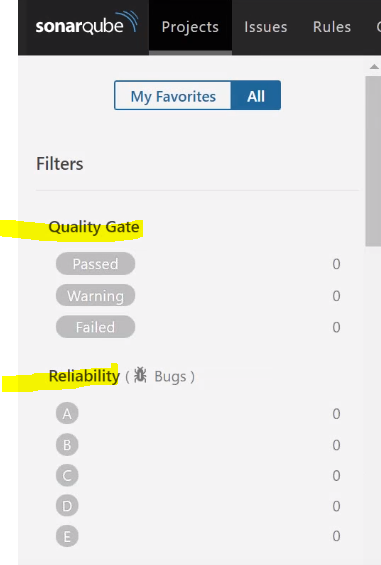 sonarqube Projects Issues Rules
My Favorites All
Filters
Quality Gate
Passed 0
Warning 0
Failed 0
Reliability ( Bugs )
A 0
B 0
C 0
D 0
E 0